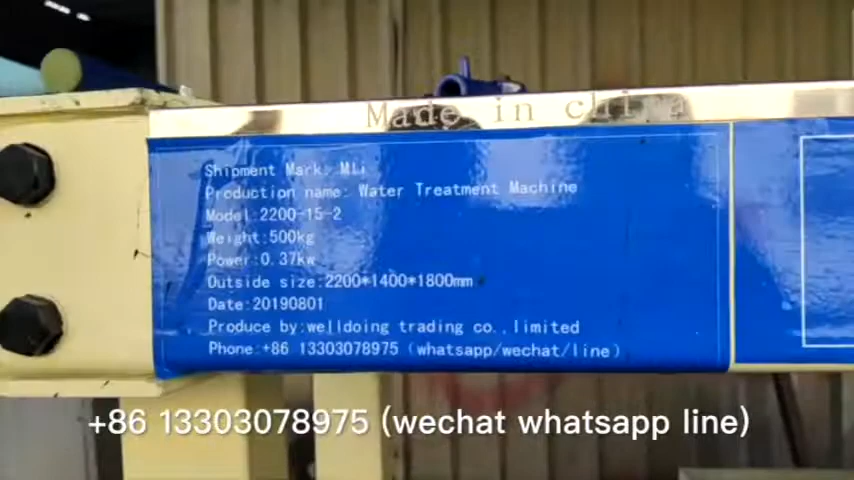 Made in china
Shipment Mark: MLi
Production name: Water Treatment Machine
Model:2200-15-2
Weight:500kg
Power:0.37kw
Outside size:2200*1400*1800mm
Date:20190801
Produce by:welldoing trading co.,limited
Phone:+86 13303078975 (whatsapp/wechat/line)
+86 13303078975 (wechat whatsapp line)